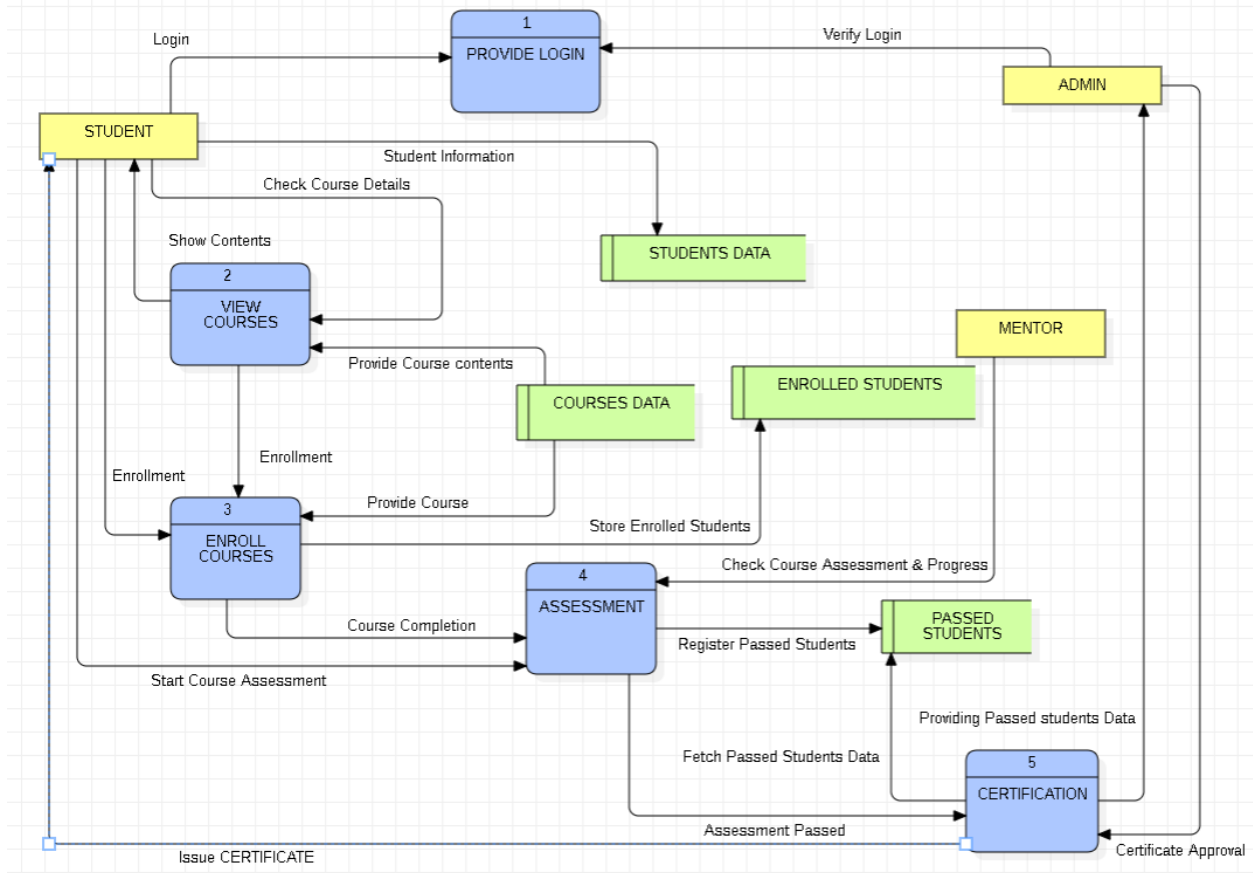 1
PROVIDE LOGIN
Login
Verify Login
ADMIN
STUDENT
Student Information
Check Course Details
Show Contents
STUDENTS DATA
2
VIEW
COURSES
MENTOR
Provide Course contents
ENROLLED STUDENTS
COURSES DATA
Enrollment
Enrollment
Provide Course
3
ENROLL
COURSES
Store Enrolled Students
Check Course Assessment & Progress
4
ASSESSMENT
PASSED
STUDENTS
Course Completion
Register Passed Students
Start Course Assessment
Providing Passed students Data
Fetch Passed Students Data
5
CERTIFICATION
Assessment Passed
Certificate Approval
Issue CERTIFICATE